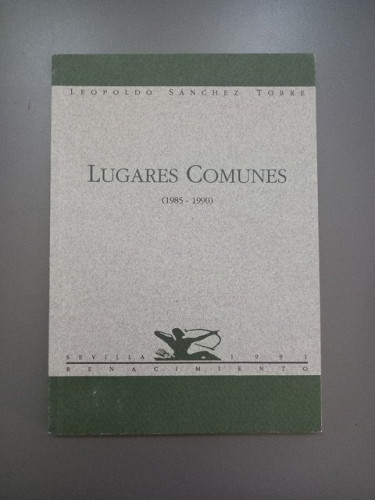 LEOPOLDO SÁNCHEZ TORRE
LUGARES COMUNES
(1985 - 1990)
SEVILLA
RENACIMIENTO